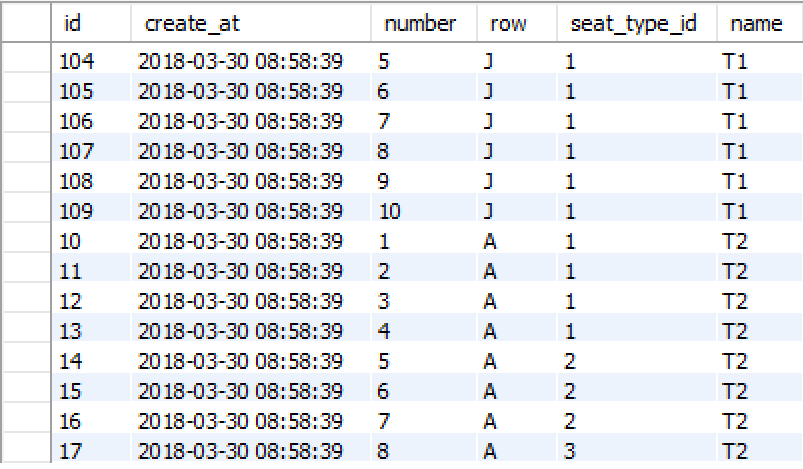 id create_at number row seat_type_id name
104 2018-03-30 08:58:39 5 J 1 T1
105 2018-03-30 08:58:39 6 J 1 T1
106 2018-03-30 08:58:39 7 J 1 T1
107 2018-03-30 08:58:39 8 J 1 T1
108 2018-03-30 08:58:39 9 J 1 T1
109 2018-03-30 08:58:39 10 J 1 T1
10 2018-03-30 08:58:39 1 A 1 T2
11 2018-03-30 08:58:39 2 A 1 T2
12 2018-03-30 08:58:39 3 A 1 T2
13 2018-03-30 08:58:39 4 A 1 T2
14 2018-03-30 08:58:39 5 A 2 T2
15 2018-03-30 08:58:39 6 A 2 T2
16 2018-03-30 08:58:39 7 A 2 T2
17 2018-03-30 08:58:39 8 A 3 T2